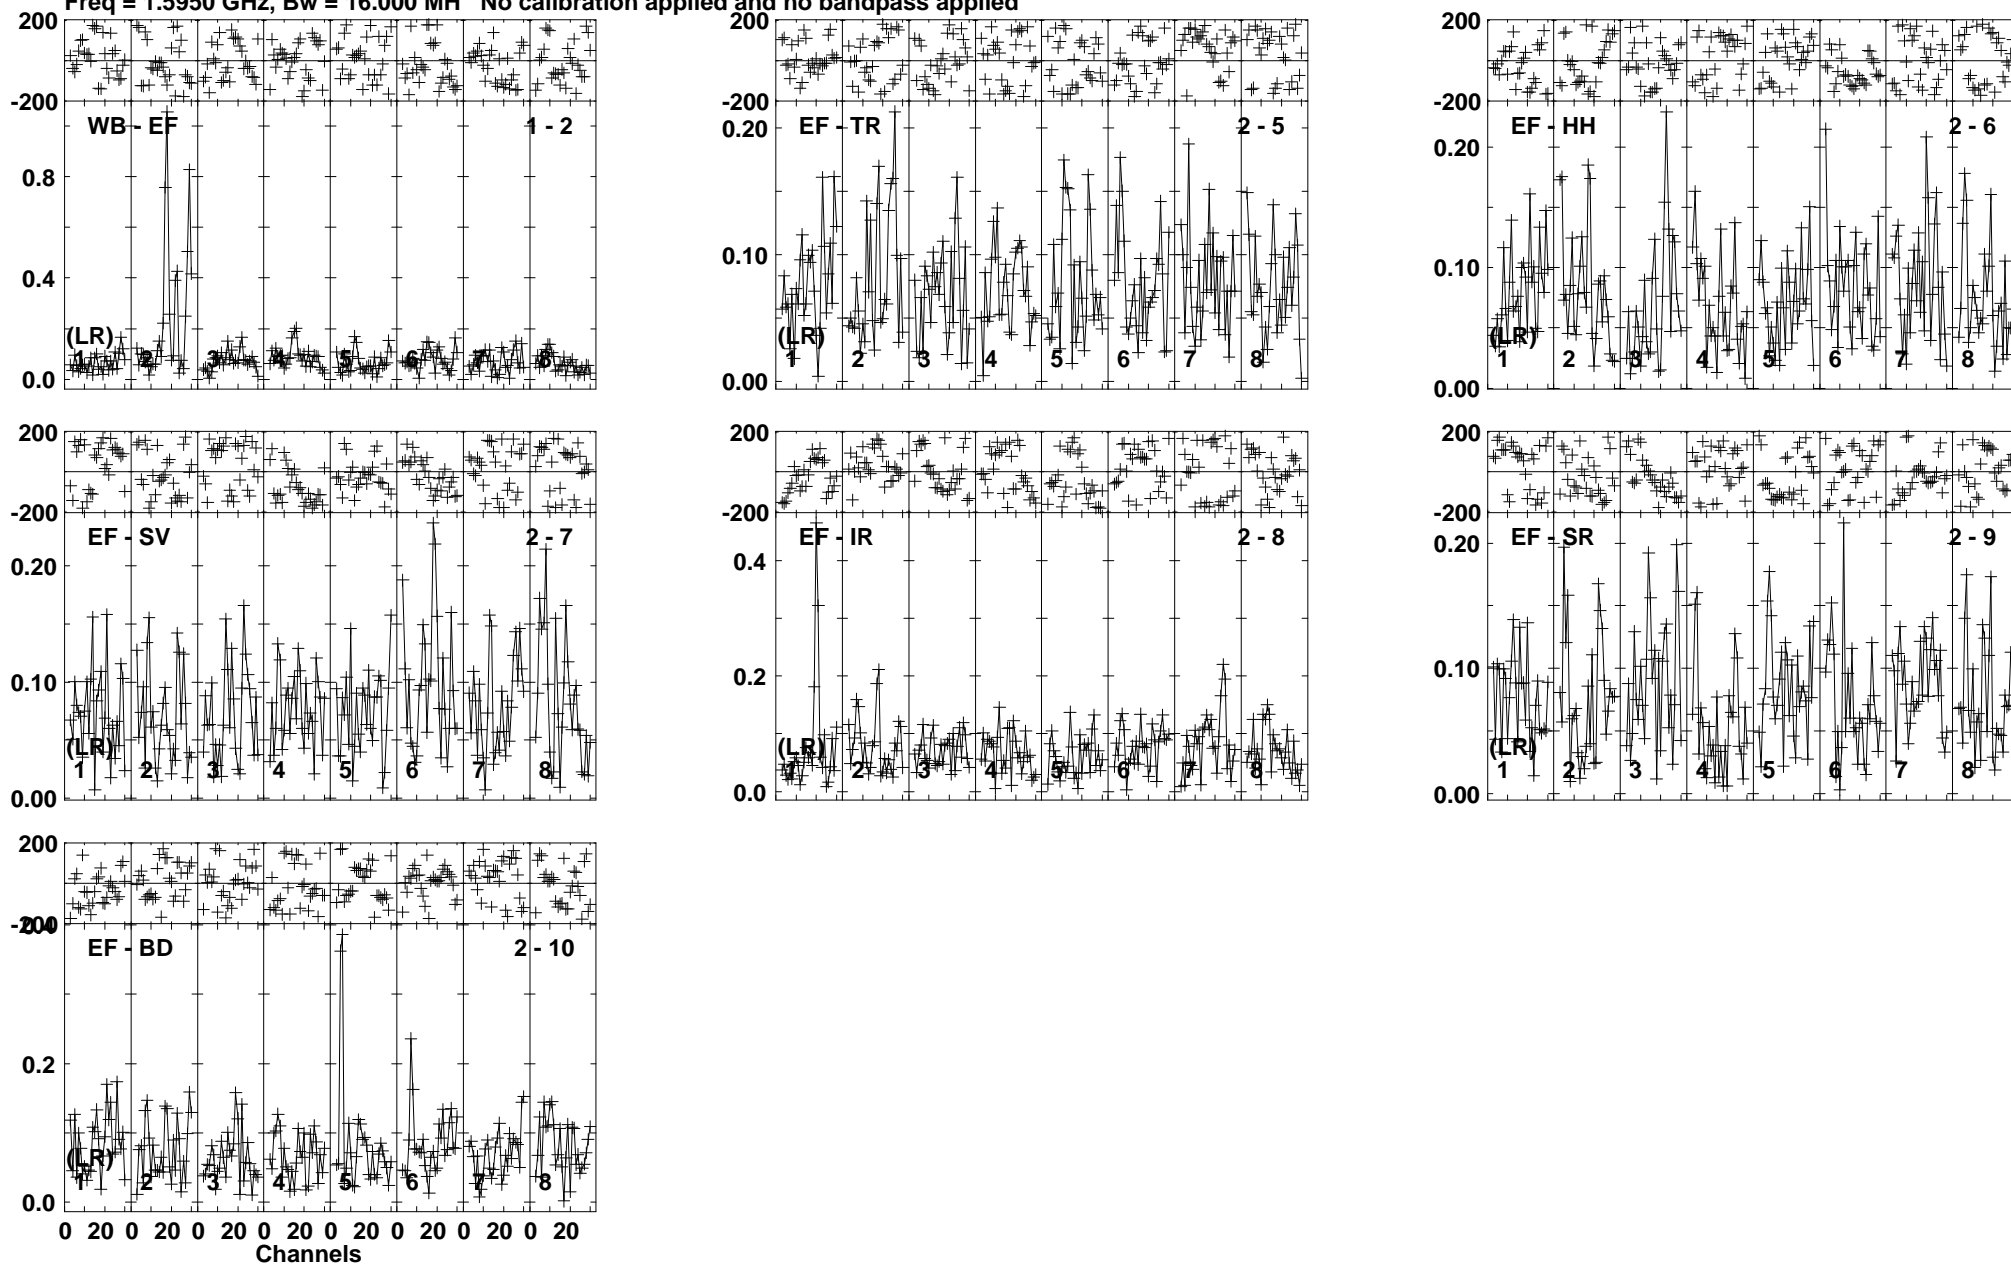 Freq = 1.5950 GHz, Bw = 16.000 MH No calibration applied and no bandpass applied
200
-200
WB - EF 1 - 2
0.8
0.4
(LR)
1 2 3 4 5 6 7 8
0.0
200
-200
0.20
EF - TR 2 - 5
0.10
(LR)
1 2 3 4 5 6 7 8
0.00
200
-200
EF - HH 2 - 6
0.20
0.10
(LR)
1 2 3 4 5 6 7 8
0.00
200
-200
EF - SV 2 - 7
0.20
0.10
(LR)
1 2 3 4 5 6 7 8
0.00
200
-200
EF - IR 2 - 8
0.4
0.2
(LR)
1 2 3 4 5 6 7 8
0.0
200
-200
EF - SR 2 - 9
0.20
0.10
(LR)
1 2 3 4 5 6 7 8
0.00
200
-200
0.4
EF - BD 2 - 10
0.2
(LR)
1 2 3 4 5 6 7 8
0.0
0 20 0 20 0 20 0 20 0 20 0 20 0 20 0 20
Channels